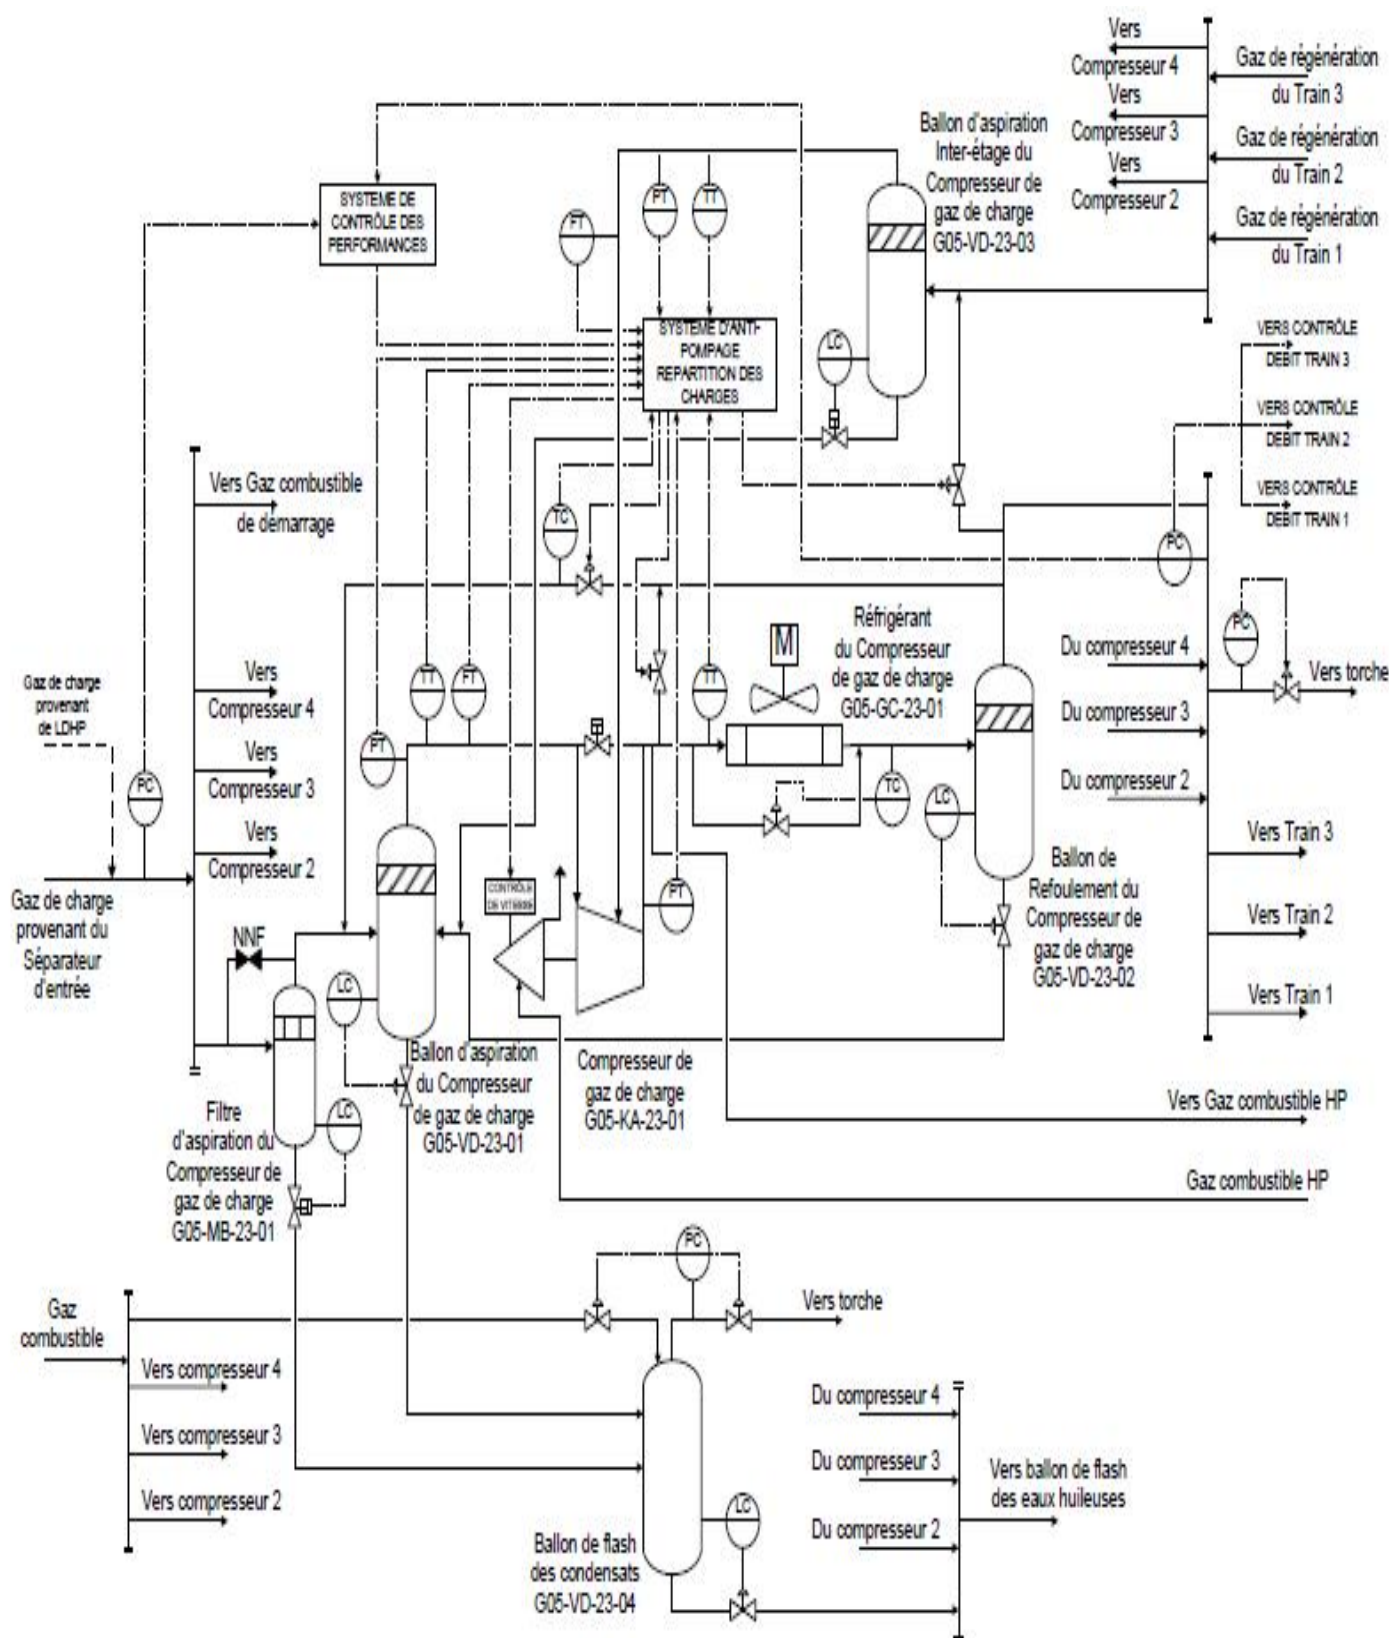 Vers
Compresseur 4
Vers
Compresseur 3
Vers
Compresseur 2
Gaz de régénération
du Train 3
Gaz de régénération
du Train 2
Gaz de régénération
du Train 1
Ballon d'aspiration
Inter-étage du
Compresseur de
gaz de charge
G05-VD-23-03
SYSTEME DE
CONTRÔLE DES
PERFORMANCES
FT
PT
TT
SYSTEME D'ANTI-
POMPAGE
REPARTITION DES
CHARGES
LC
VERS CONTRÔLE
DEBIT TRAIN 3
VERS CONTRÔLE
DEBIT TRAIN 2
VERS CONTRÔLE
DEBIT TRAIN 1
Vers Gaz combustible
de démarrage
TC
PC
Réfrigérant
du Compresseur
de gaz de charge
G05-GC-23-01
M
PC
Du compresseur 4
Vers torche
Du compresseur 3
Du compresseur 2
Gaz de charge
provenant
de LDHP
Vers
Compresseur 4
Vers
Compresseur 3
Vers
Compresseur 2
PC
TT
FT
PT
TT
TC
LC
Gaz de charge
provenant du
Séparateur
d'entrée
NNF
CONTRÔLE
DE VITESSE
PT
Ballon de
Refoulement du
Compresseur de
gaz de charge
G05-VD-23-02
Vers Train 3
Vers Train 2
Vers Train 1
LC
Ballon d'aspiration
du Compresseur
de gaz de charge
G05-VD-23-01
Compresseur de
gaz de charge
G05-KA-23-01
Vers Gaz combustible HP
Gaz combustible HP
LC
Filtre
d'aspiration du
Compresseur de
gaz de charge
G05-MB-23-01
PC
Vers torche
Gaz
combustible
Vers compresseur 4
Vers compresseur 3
Vers compresseur 2
Du compresseur 4
Du compresseur 3
Du compresseur 2
Vers ballon de flash
des eaux huileuses
LC
Ballon de flash
des condensats
G05-VD-23-04